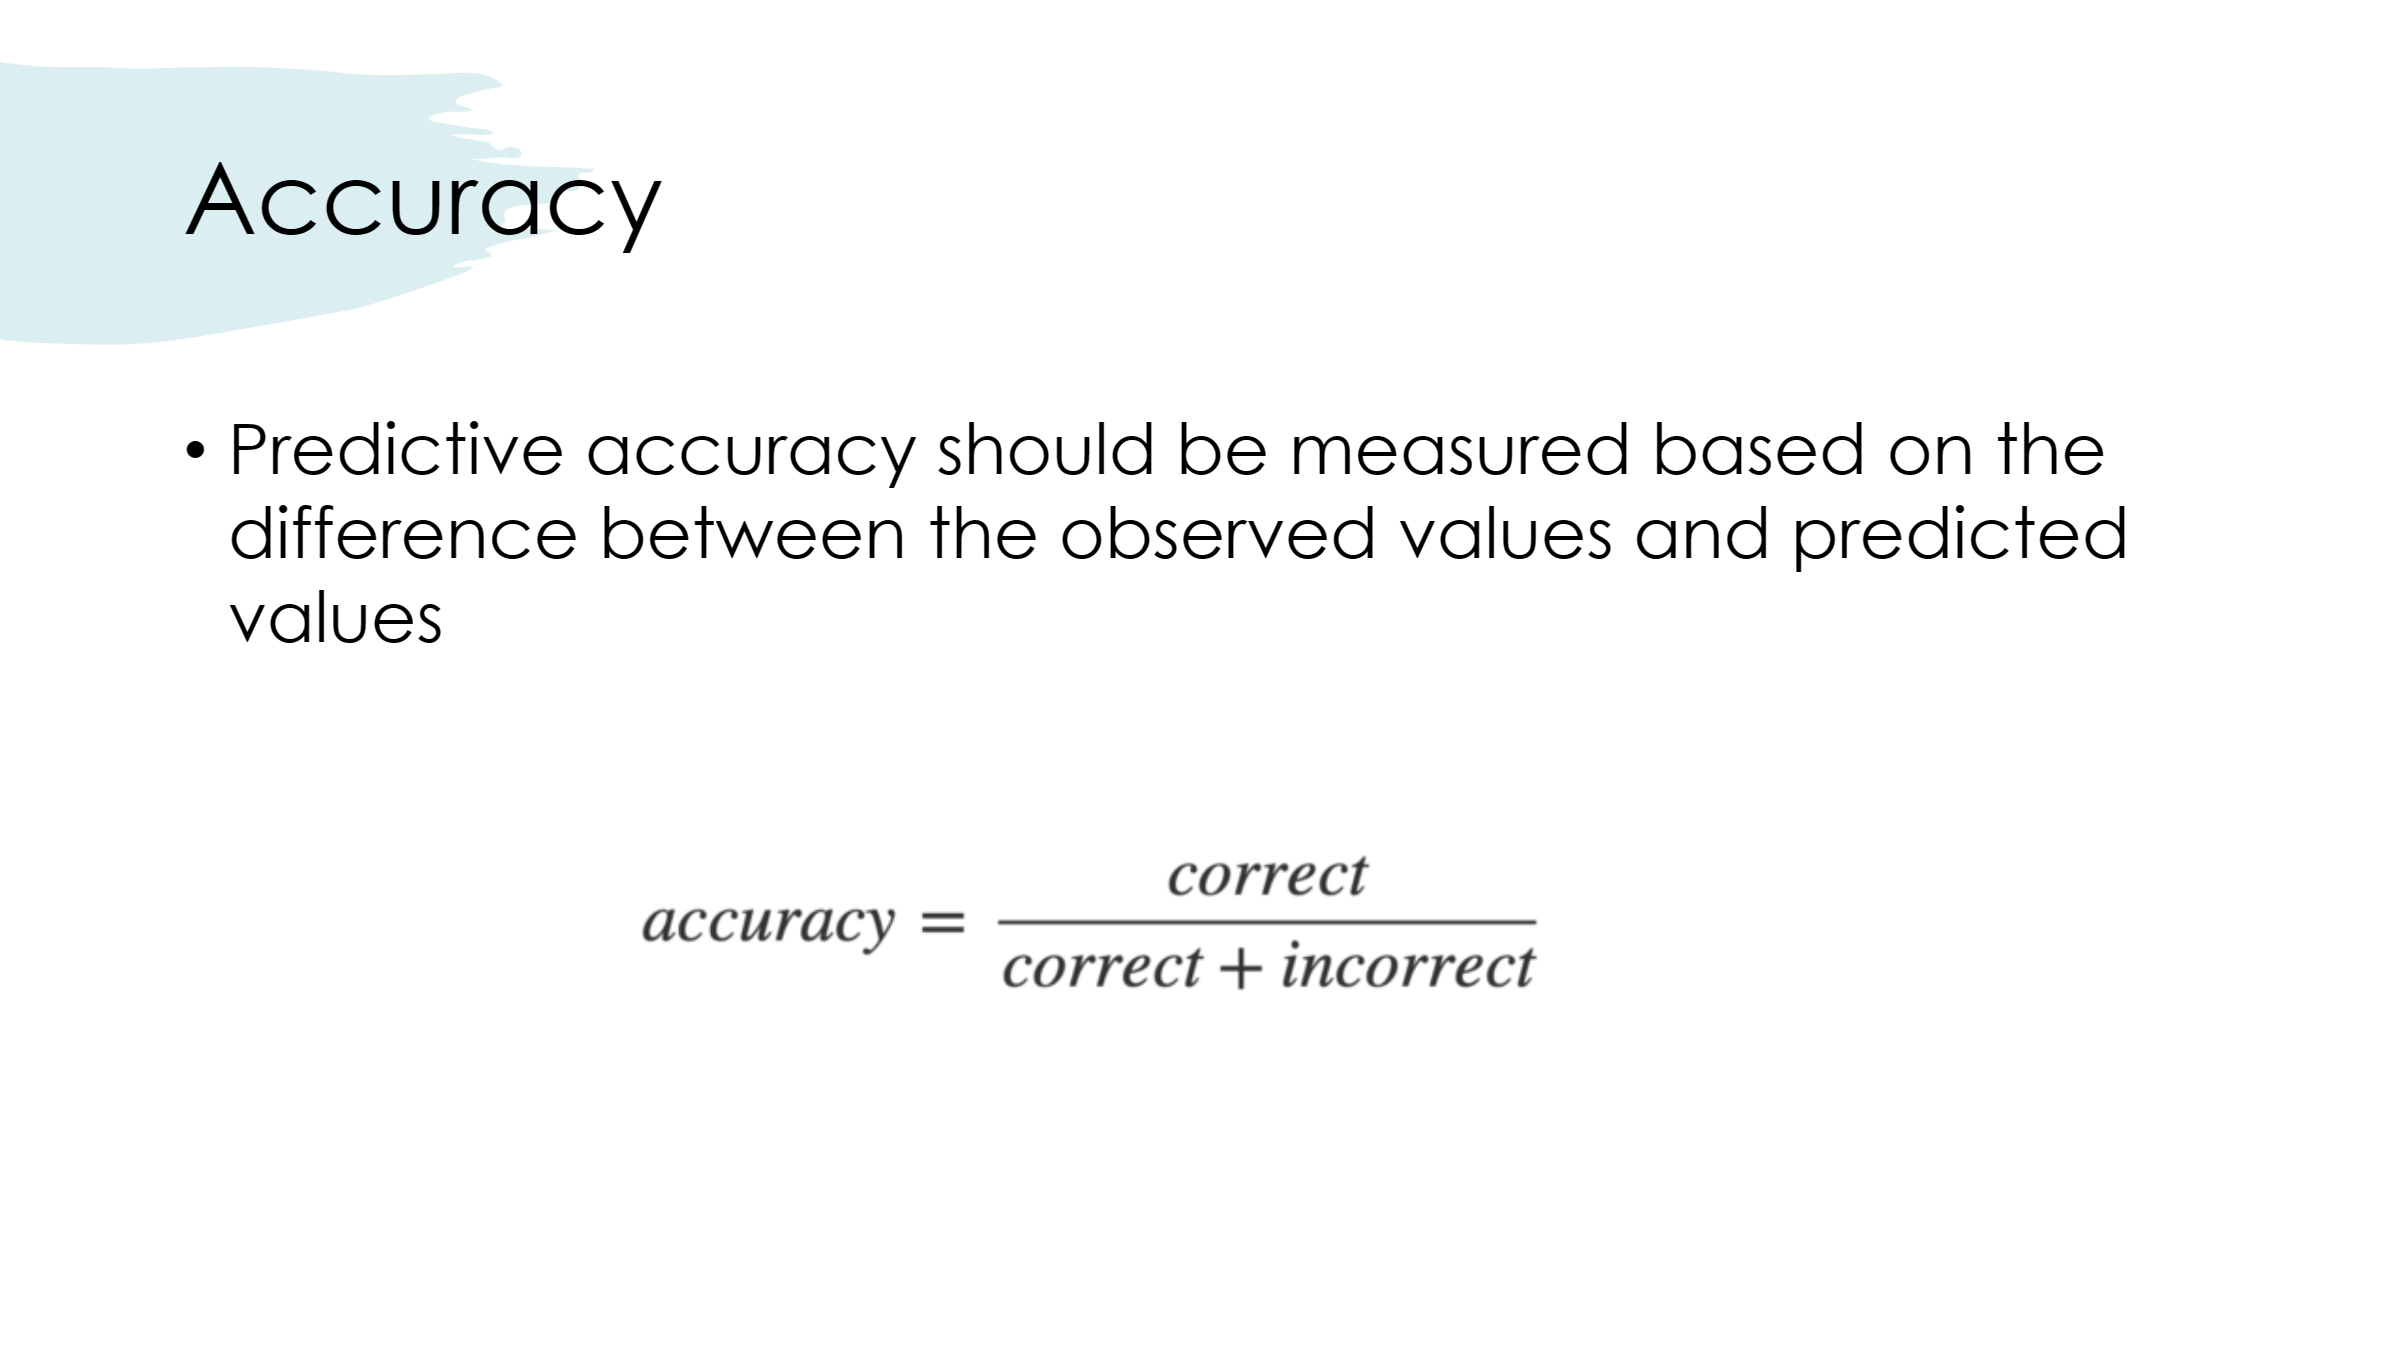 Accuracy
• Predictive accuracy should be measured based on the
difference between the observed values and predicted
values
accuracy = correct / correct + incorrect